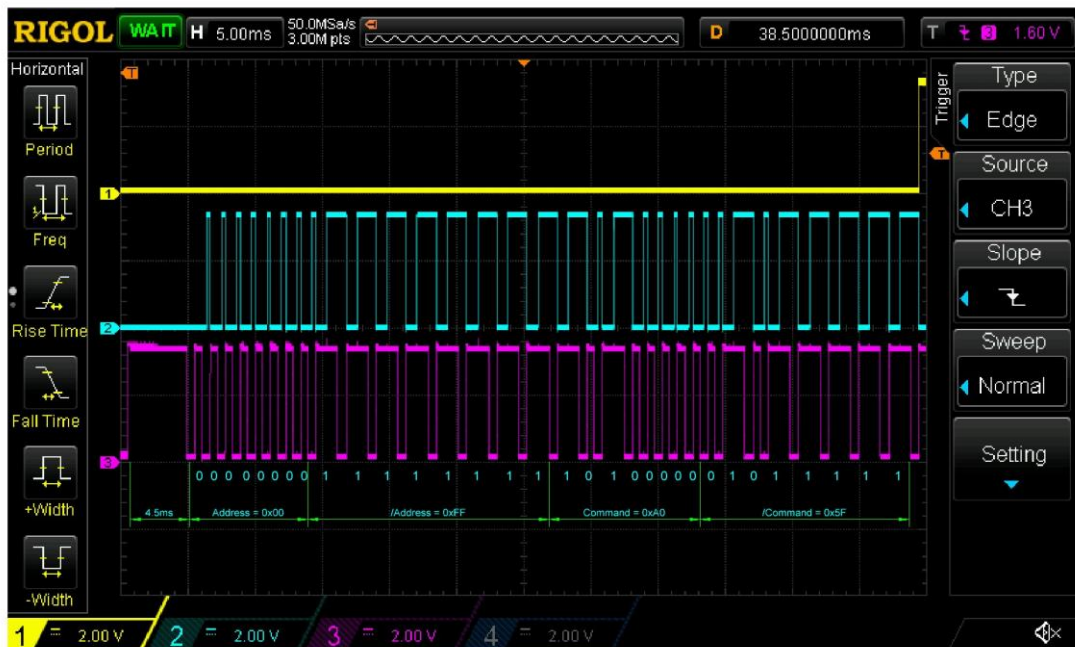 RIGOL WAIT H 5.00ms 50.0MSa/s 3.00M pts D 38.5000000ms T 3 1.60 V
Horizontal
Period
Freq
Rise Time
Fall Time
+Width
-Width
T
T
1
2
3
0 0 0 0 0 0 0 0 1 1 1 1 1 1 1 1 1 0 1 0 0 0 0 0 0 1 0 1 1 1 1 1
4.5ms Address = 0x00 /Address = 0xFF Command = 0xA0 /Command = 0x5F
Trigger
Type
Edge
Source
CH3
Slope
Sweep
Normal
Setting
1 2.00 V 2 2.00 V 3 2.00 V 4 2.00 V